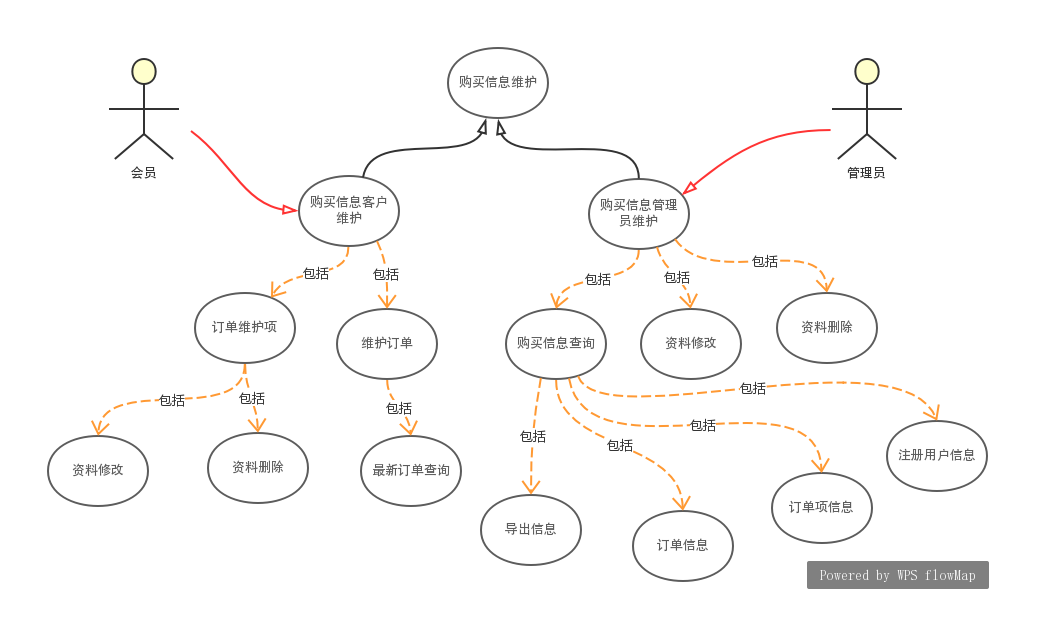 购买信息维护
会员
管理员
购买信息客户
维护
购买信息管理
员维护
包括
包括
包括
包括
包括
订单维护项
维护订单
购买信息查询
资料修改
资料删除
包括
包括
包括
包括
包括
包括
包括
资料修改
资料删除
最新订单查询
导出信息
订单信息
订单项信息
注册用户信息
Powered by WPS flowMap